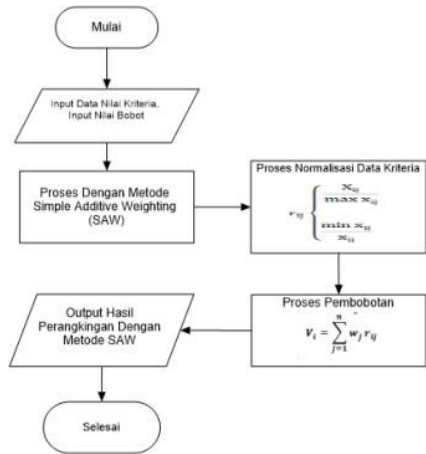 Mulai
Input Data Nilai Kriteria,
Input Nilai Bobot
Proses Dengan Metode
Simple Additive Weighting
(SAW)
Proses Normalisasi Data Kriteria
r_ij { x_ij / max x_ij
min x_ij / x_ij
Proses Pembobotan
V_i = ∑_{j=1}^{n} w_j r_ij
Output Hasil
Perangkingan Dengan
Metode SAW
Selesai